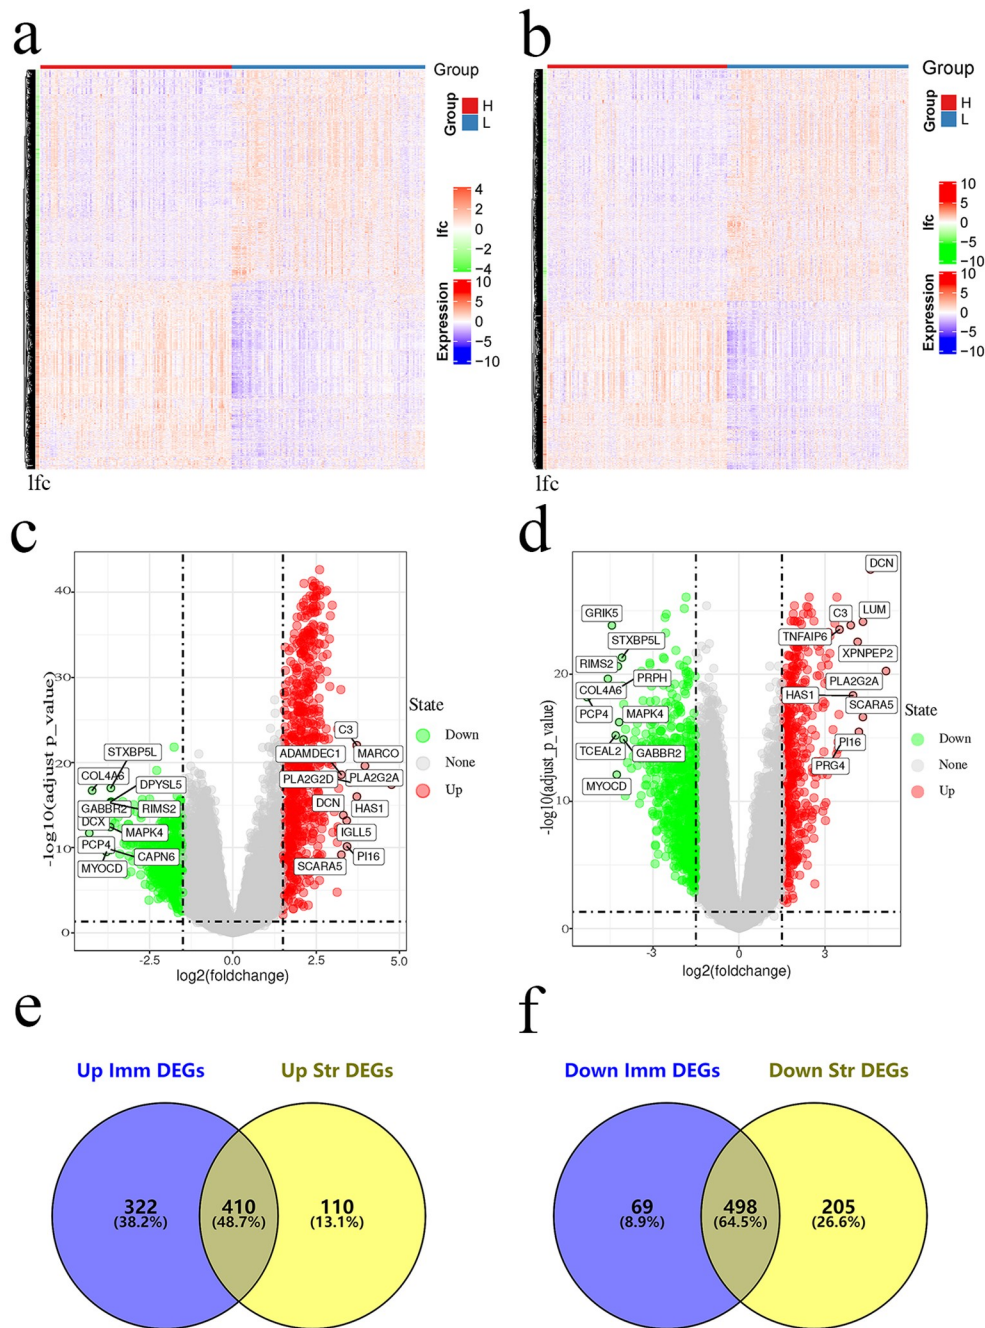 a
Group
Group
H
L
lfc
4
2
0
−2
−4
Expression
10
5
0
−5
−10
lfc
b
Group
Group
H
L
lfc
10
5
0
−5
−10
Expression
10
5
0
−5
−10
lfc
c
-log10(adjust p_value)
40
30
20
10
0
-2.5
0.0
2.5
5.0
log2(foldchange)
STXBP5L
COL4A6
DPYSL5
GABBR2
RIMS2
DCX
MAPK4
PCP4
CAPN6
MYOCD
C3
ADAMDEC1
MARCO
PLA2G2D
PLA2G2A
DCN
HAS1
IGLL5
PI16
SCARA5
State
Down
None
Up
d
-log10(adjust p_value)
20
10
0
-3
0
3
log2(foldchange)
GRIK5
STXBP5L
RIMS2
PRPH
COL4A6
PCP4
MAPK4
TCEAL2
GABBR2
MYOCD
DCN
C3
LUM
TNFAIP6
XPNPEP2
PLA2G2A
HAS1
SCARA5
PI16
PRG4
State
Down
None
Up
e
Up Imm DEGs
Up Str DEGs
322
(38.2%)
410
(48.7%)
110
(13.1%)
f
Down Imm DEGs
Down Str DEGs
69
(8.9%)
498
(64.5%)
205
(26.6%)